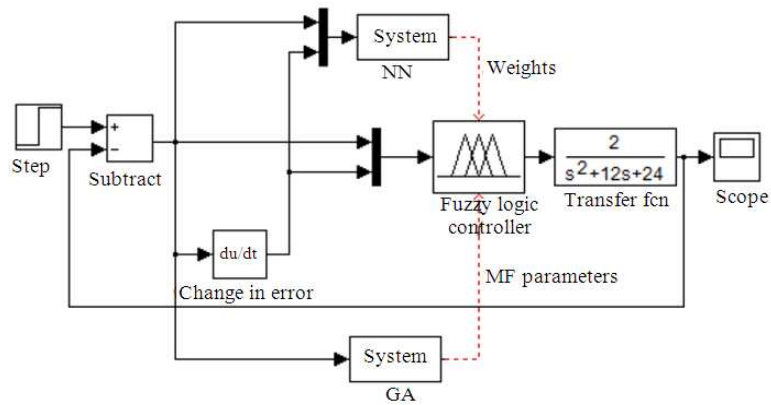 System
NN
Weights
Step
+
−
Subtract
Fuzzy logic
controller
2
s²+12s+24
Transfer fcn
Scope
du/dt
Change in error
MF parameters
System
GA